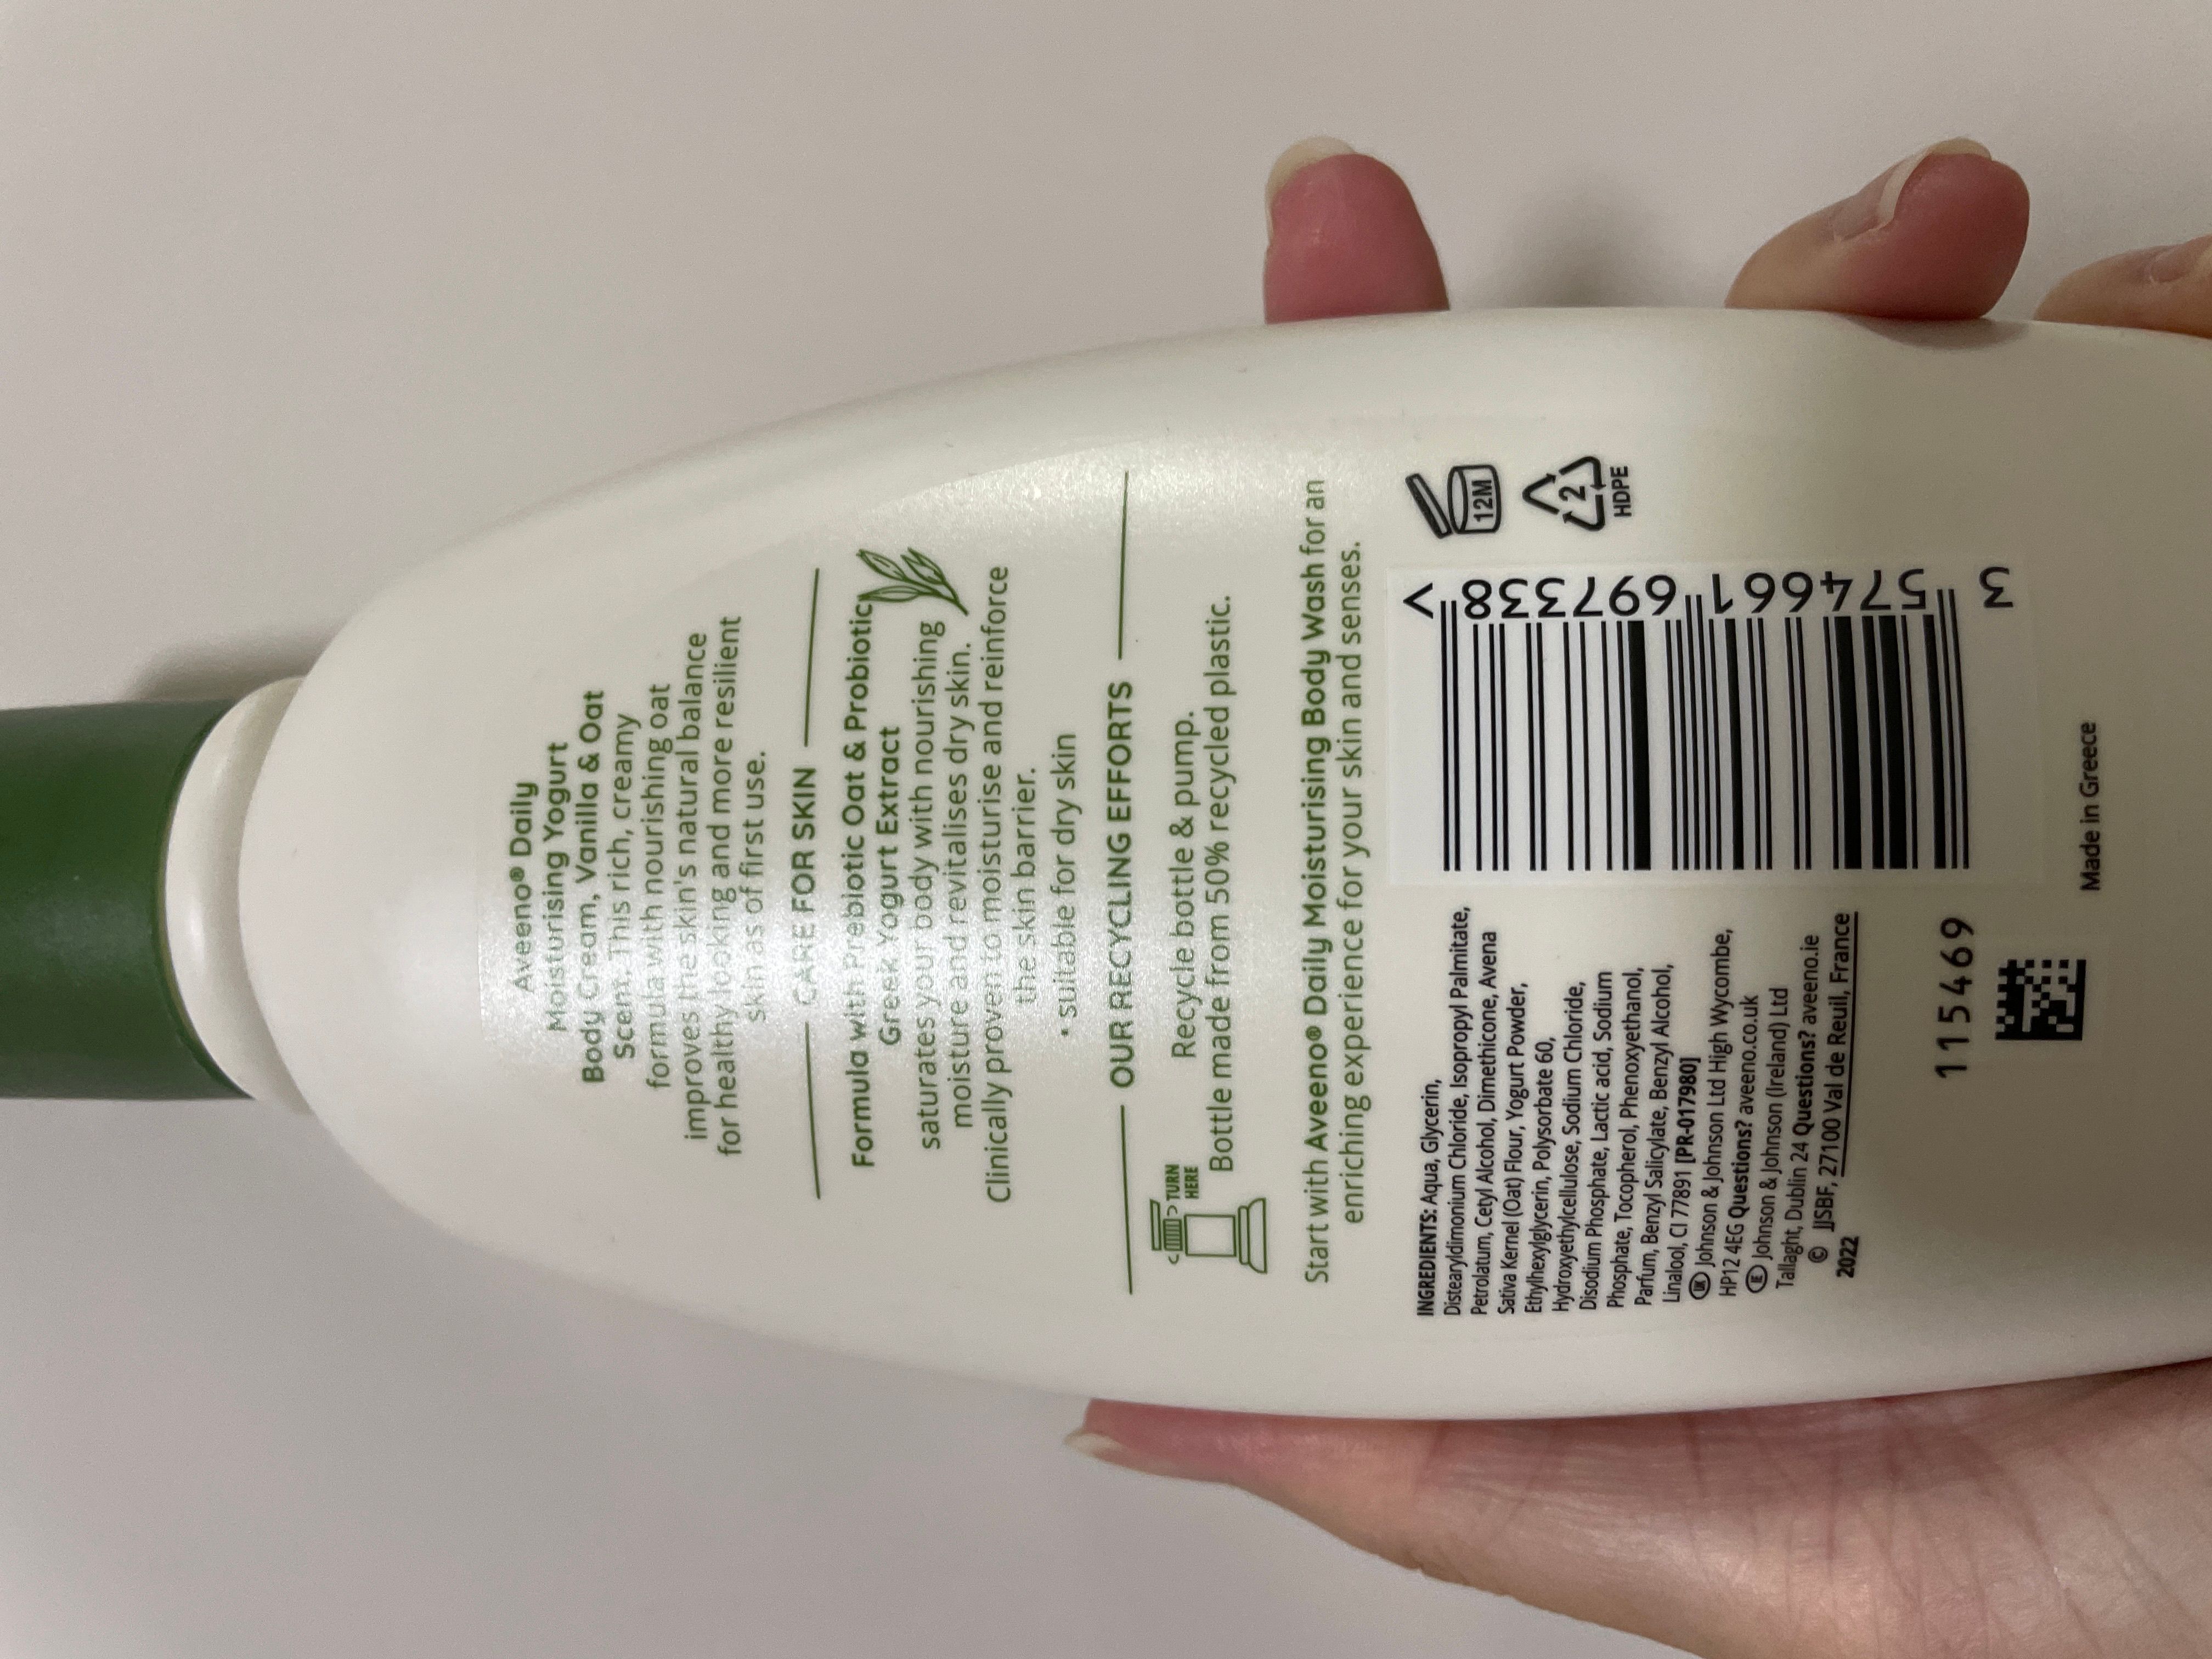 Aveeno® Daily
Moisturising Yogurt
Body Cream, Vanilla & Oat
Scent. This rich, creamy
formula with nourishing oat
improves the skin's natural balance
for healthy looking and more resilient
skin as of first use.
CARE FOR SKIN
Formula with Prebiotic Oat & Probiotic
Greek Yogurt Extract
saturates your body with nourishing
moisture and revitalises dry skin.
Clinically proven to moisturise and reinforce
the skin barrier.
• suitable for dry skin
OUR RECYCLING EFFORTS
< > TURN
HERE
Recycle bottle & pump.
Bottle made from 50% recycled plastic.
Start with Aveeno® Daily Moisturising Body Wash for an
enriching experience for your skin and senses.
INGREDIENTS: Aqua, Glycerin,
Distearyldimonium Chloride, Isopropyl Palmitate,
Petrolatum, Cetyl Alcohol, Dimethicone, Avena
Sativa Kernel (Oat) Flour, Yogurt Powder,
Ethylhexylglycerin, Polysorbate 60,
Hydroxyethylcellulose, Sodium Chloride,
Disodium Phosphate, Lactic acid, Sodium
Phosphate, Tocopherol, Phenoxyethanol,
Parfum, Benzyl Salicylate, Benzyl Alcohol,
Linalool, CI 77891 [PR-017980]
UK Johnson & Johnson Ltd High Wycombe,
HP12 4EG Questions? aveeno.co.uk
IE Johnson & Johnson (Ireland) Ltd
Tallaght, Dublin 24 Questions? aveeno.ie
© JJSBF, 27100 Val de Reuil, France
2022
12M
2
HDPE
3 574661 697338 >
115469
Made in Greece